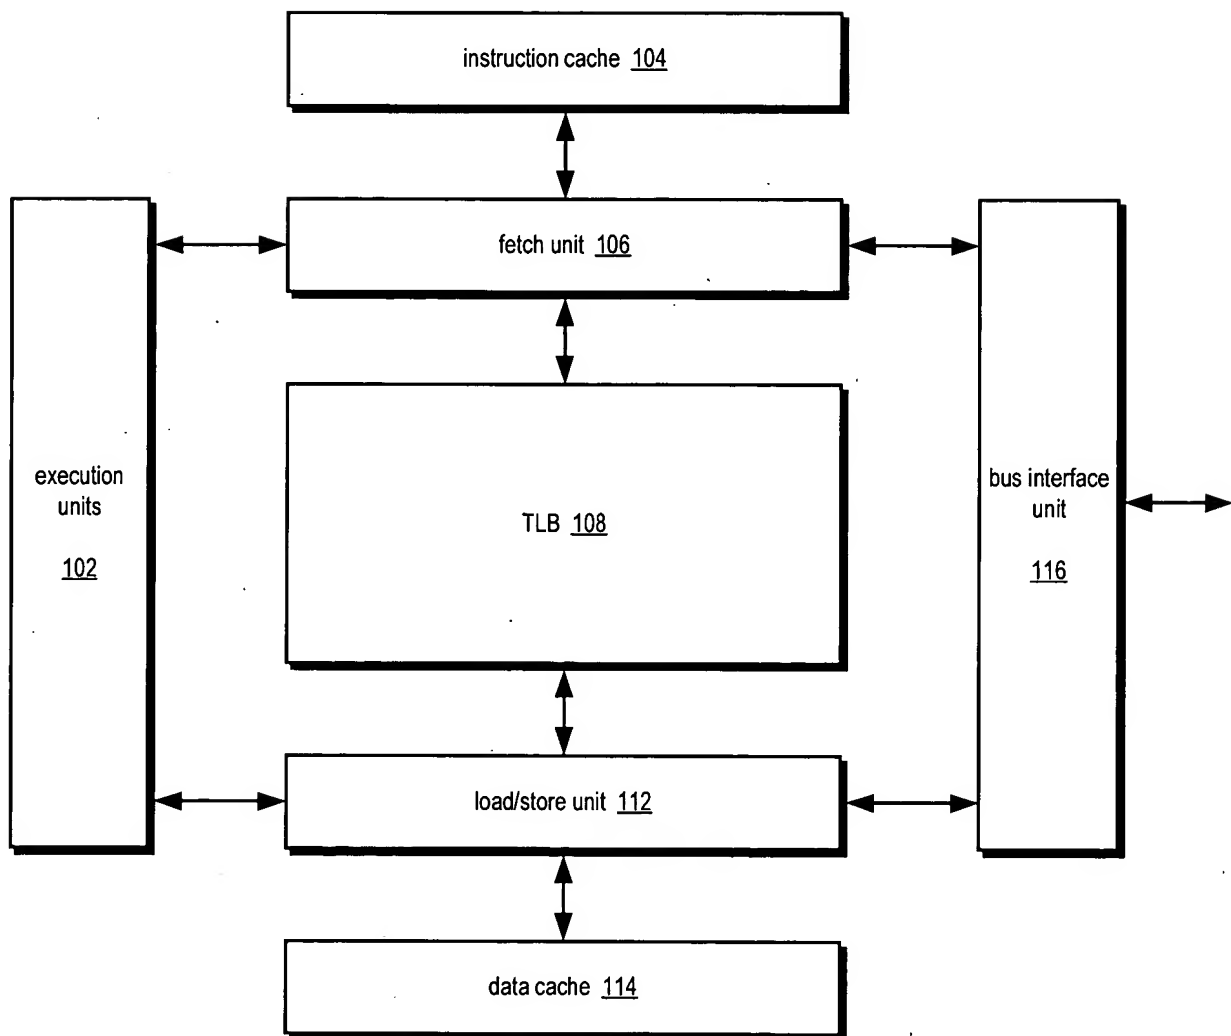 instruction cache 104
fetch unit 106
execution
units
102
TLB 108
bus interface
unit
116
load/store unit 112
data cache 114